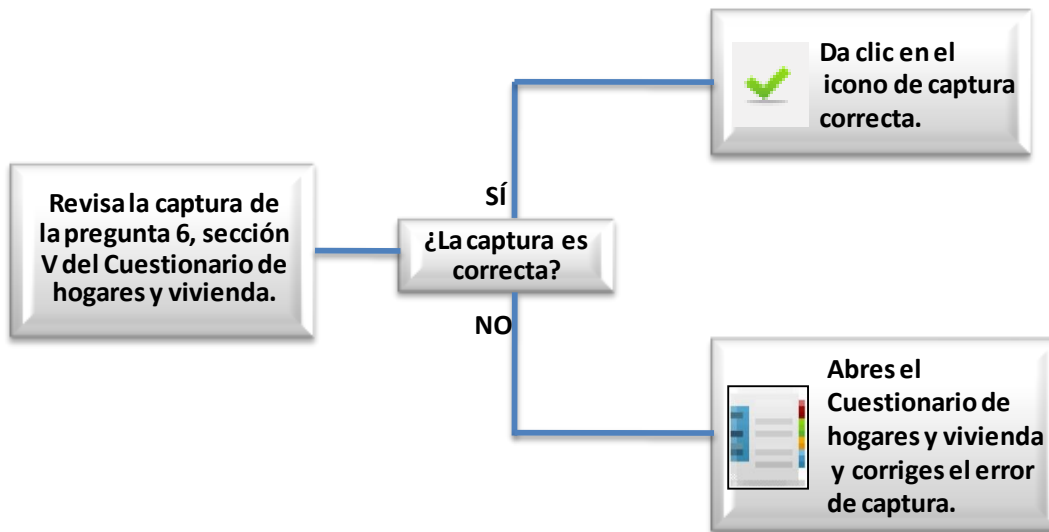 Revisa la captura de
la pregunta 6, sección
V del Cuestionario de
hogares y vivienda.
¿La captura es
correcta?
SÍ
Da clic en el
icono de captura
correcta.
NO
Abres el
Cuestionario de
hogares y vivienda
y corriges el error
de captura.